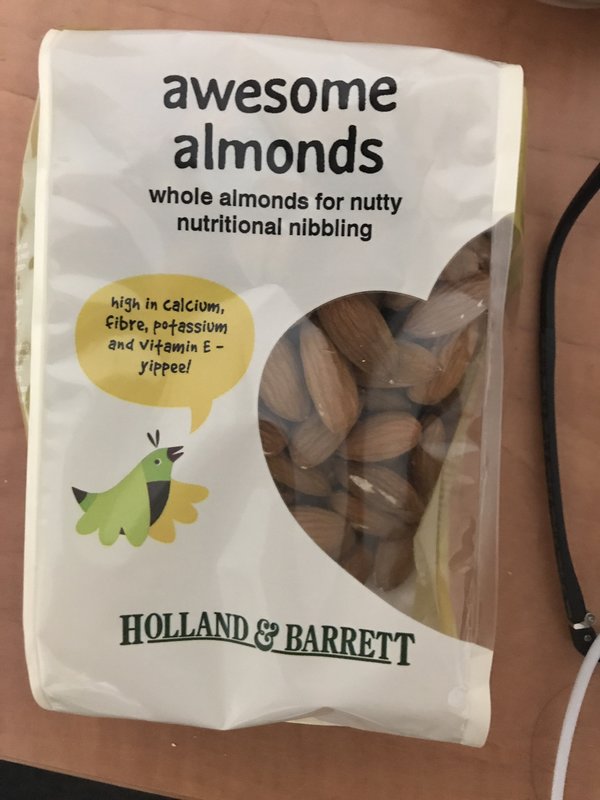 awesome
almonds
whole almonds for nutty
nutritional nibbling
high in calcium,
fibre, potassium
and vitamin E -
yippee!
HOLLAND & BARRETT